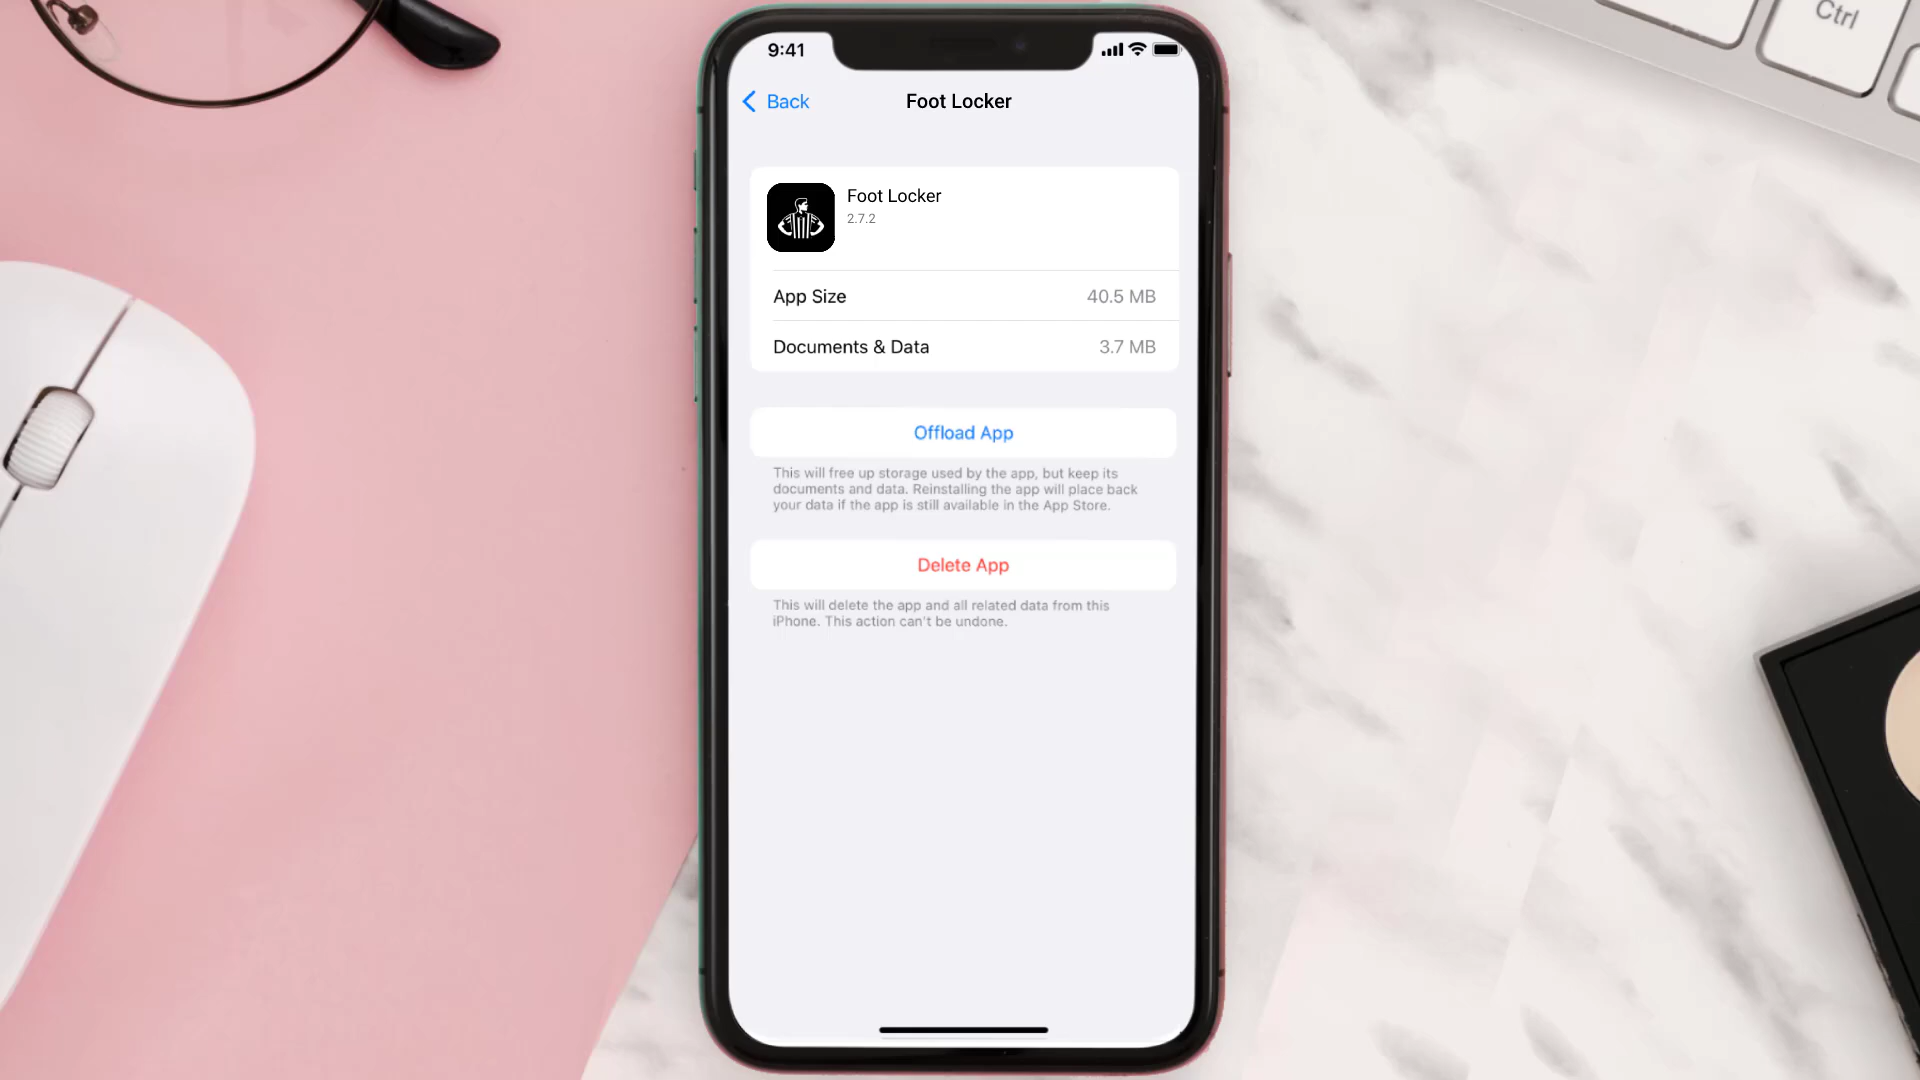 Ctrl
9:41
Back
Foot Locker
Foot Locker
2.7.2
App Size 40.5 MB
Documents & Data 3.7 MB
Offload App
This will free up storage used by the app, but keep its
documents and data. Reinstalling the app will place back
your data if the app is still available in the App Store.
Delete App
This will delete the app and all related data from this
iPhone. This action can't be undone.